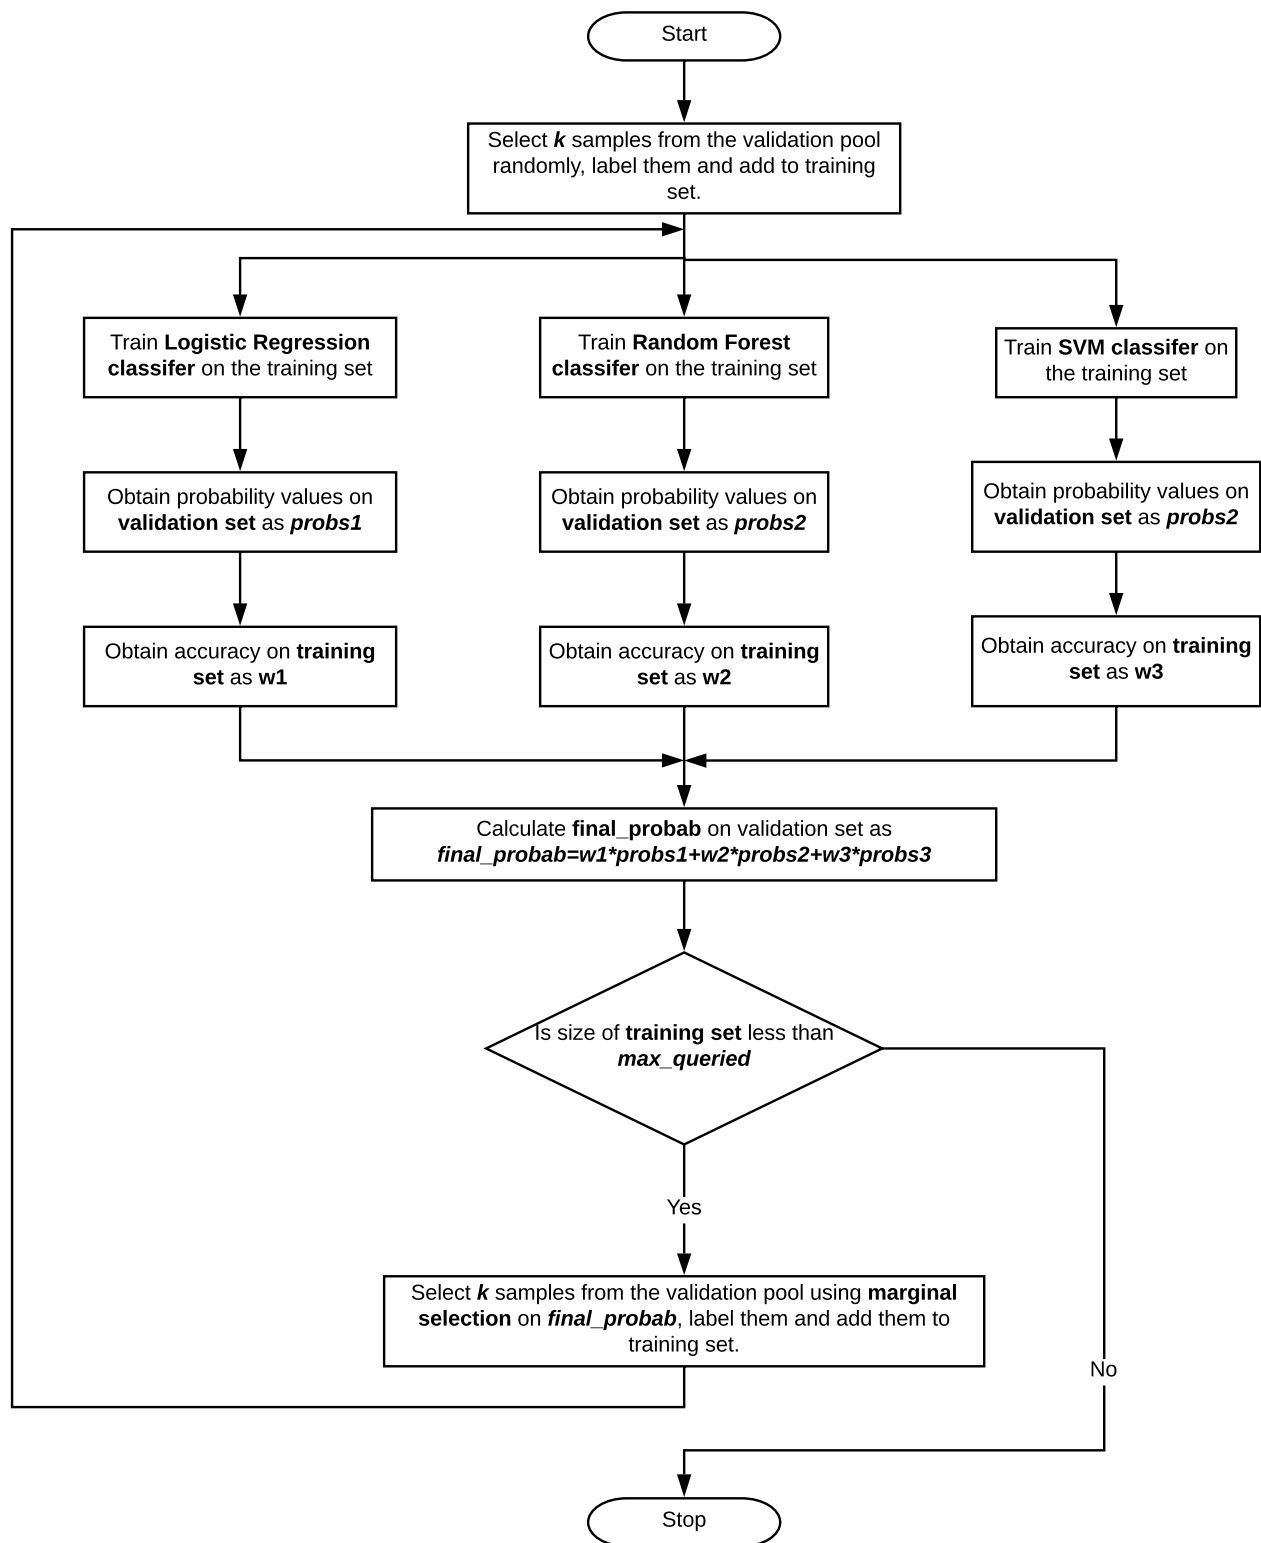 Start
Select k samples from the validation pool
randomly, label them and add to training
set.
Train Logistic Regression
classifer on the training set
Train Random Forest
classifer on the training set
Train SVM classifer on
the training set
Obtain probability values on
validation set as probs1
Obtain probability values on
validation set as probs2
Obtain probability values on
validation set as probs2
Obtain accuracy on training
set as w1
Obtain accuracy on training
set as w2
Obtain accuracy on training
set as w3
Calculate final_probab on validation set as
final_probab=w1*probs1+w2*probs2+w3*probs3
Is size of training set less than
max_queried
Yes
Select k samples from the validation pool using marginal
selection on final_probab, label them and add them to
training set.
No
Stop